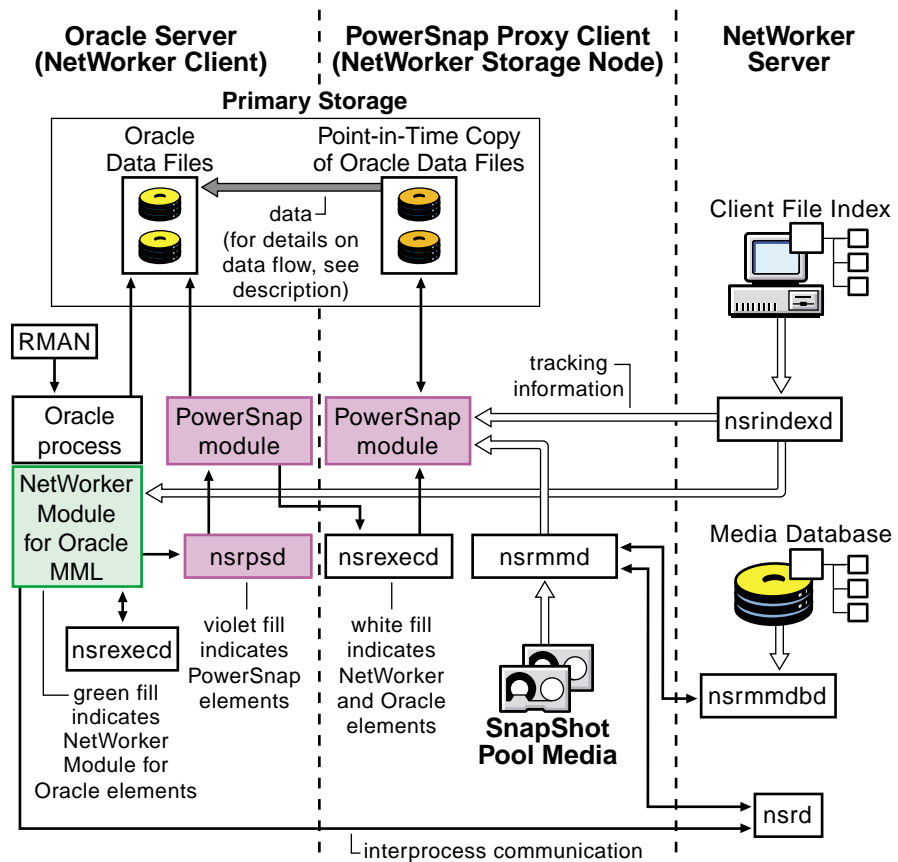 Oracle Server
(NetWorker Client)
PowerSnap Proxy Client
(NetWorker Storage Node)
NetWorker
Server
Primary Storage
Oracle
Data Files
Point-in-Time Copy
of Oracle Data Files
data
(for details on
data flow, see
description)
Client File Index
RMAN
tracking
information
Oracle
process
PowerSnap
module
PowerSnap
module
nsrindexd
NetWorker
Module
for Oracle
MML
nsrpsd
nsrexecd
nsrmmd
Media Database
nsrexecd
violet fill
indicates
PowerSnap
elements
white fill
indicates
NetWorker
and Oracle
elements
green fill
indicates
NetWorker
Module for
Oracle elements
SnapShot
Pool Media
nsrmmdbd
nsrd
interprocess communication